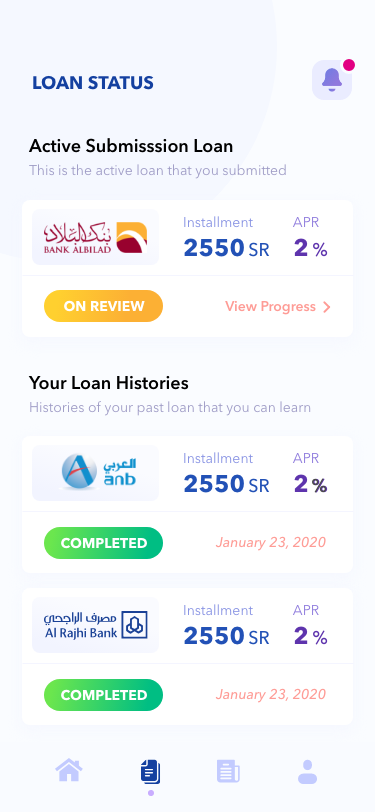 LOAN STATUS
Active Submisssion Loan
This is the active loan that you submitted
بنك البلاد
BANK ALBILAD
Installment
APR
2550 SR
2 %
ON REVIEW
View Progress
Your Loan Histories
Histories of your past loan that you can learn
العربي
anb
Installment
APR
2550 SR
2 %
COMPLETED
January 23, 2020
مصرف الراجحي
Al Rajhi Bank
Installment
APR
2550 SR
2 %
COMPLETED
January 23, 2020